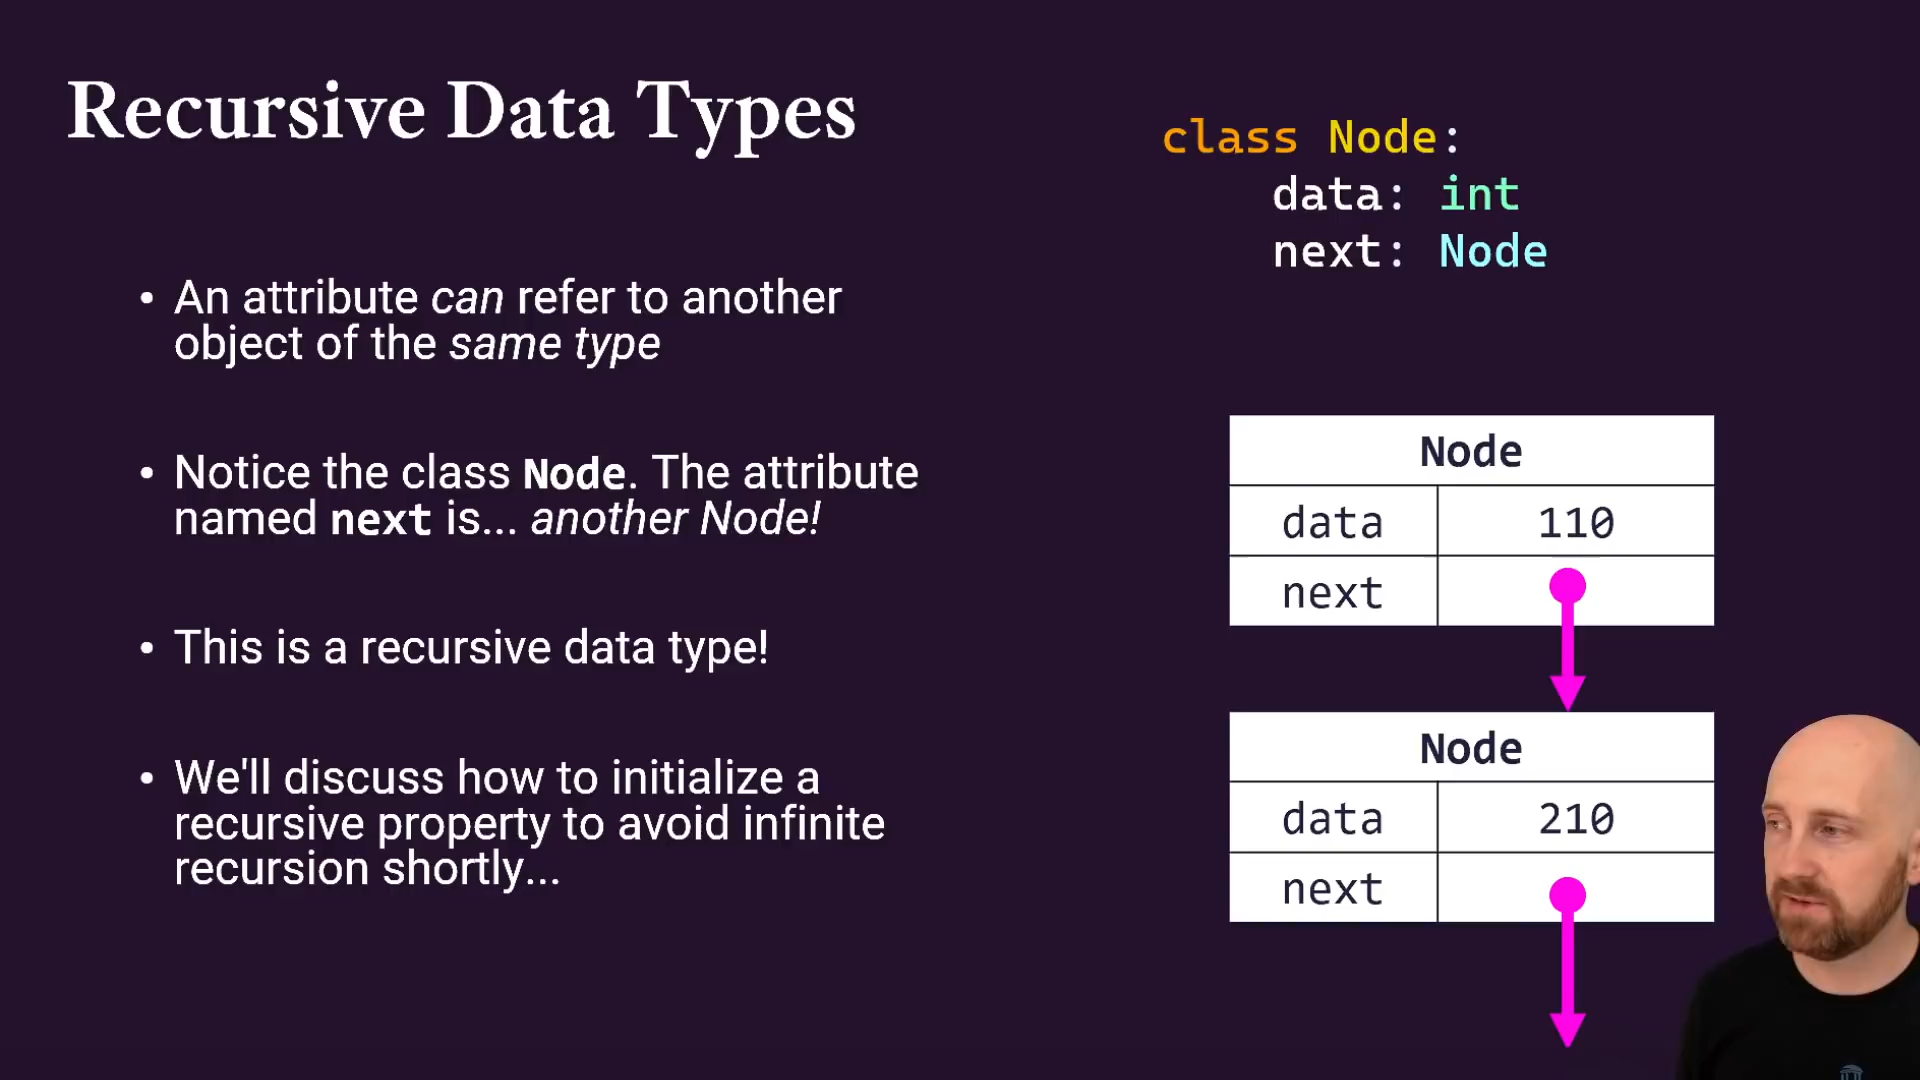 Recursive Data Types
• An attribute can refer to another
object of the same type
• Notice the class Node. The attribute
named next is... another Node!
• This is a recursive data type!
• We'll discuss how to initialize a
recursive property to avoid infinite
recursion shortly...
class Node:
    data: int
    next: Node
Node
data 110
next
Node
data 210
next